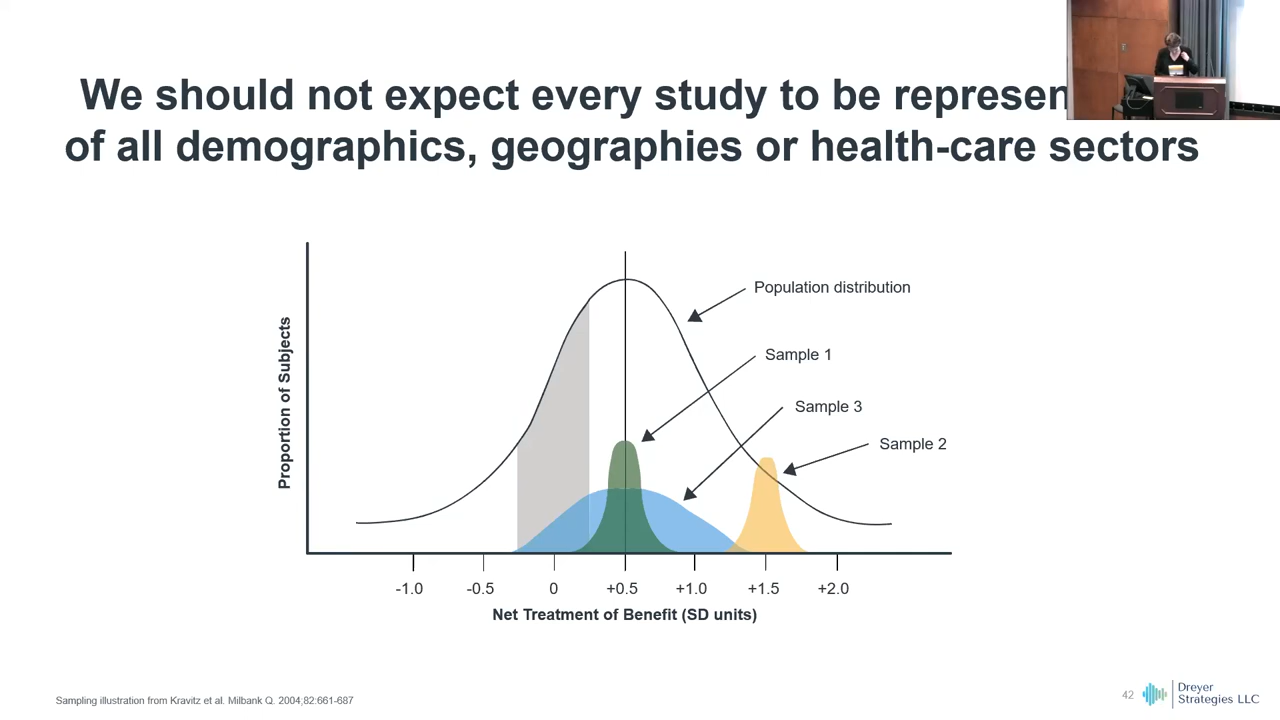 We should not expect every study to be represen
of all demographics, geographies or health-care sectors
Population distribution
Sample 1
Sample 3
Sample 2
Proportion of Subjects
-1.0 -0.5 0 +0.5 +1.0 +1.5 +2.0
Net Treatment of Benefit (SD units)
Sampling illustration from Kravitz et al. Milbank Q. 2004;82:661-687
42
Dreyer
Strategies LLC